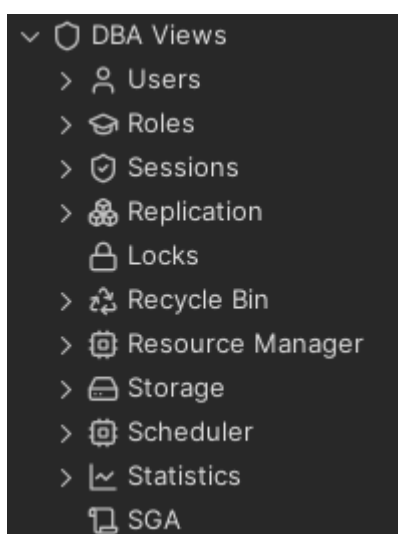 DBA Views
Users
Roles
Sessions
Replication
Locks
Recycle Bin
Resource Manager
Storage
Scheduler
Statistics
SGA